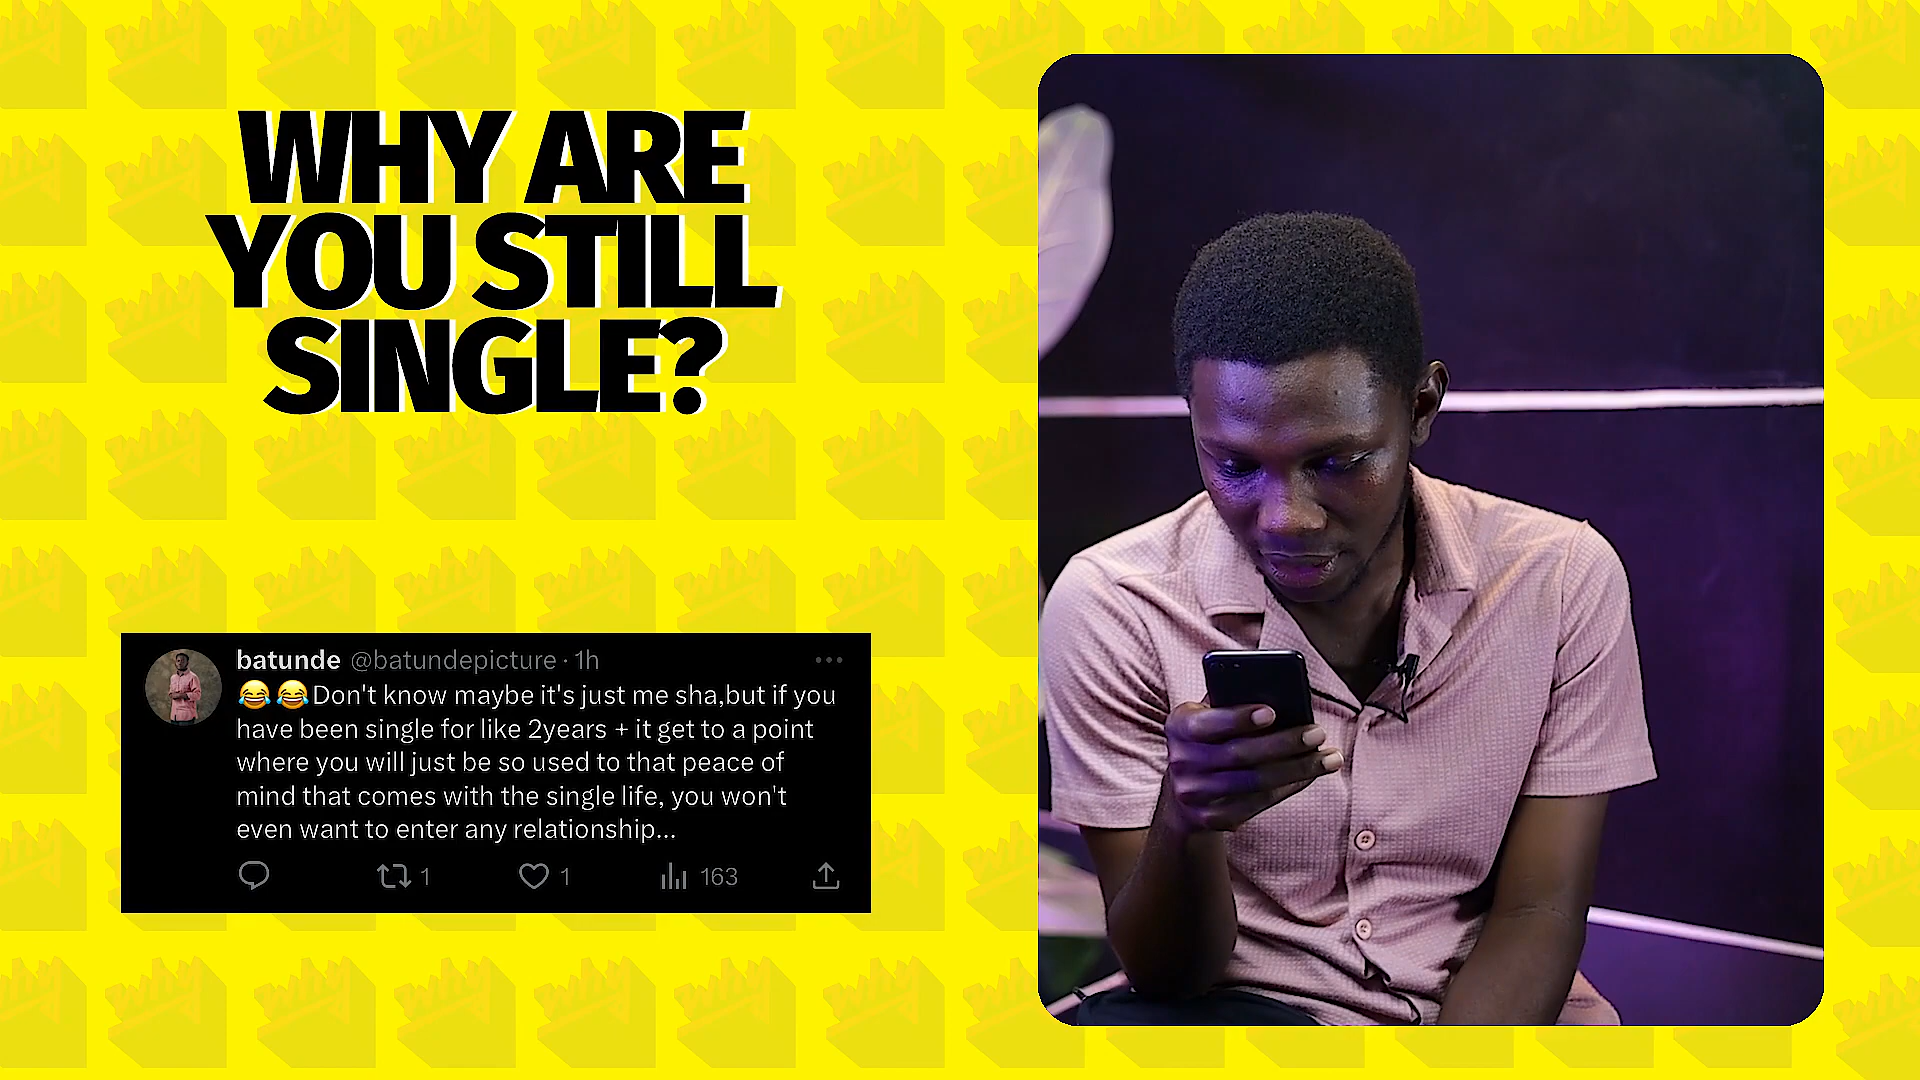 WHY ARE
YOU STILL
SINGLE?
batunde @batundepicture · 1h
😂😂Don't know maybe it's just me sha,but if you
have been single for like 2years + it get to a point
where you will just be so used to that peace of
mind that comes with the single life, you won't
even want to enter any relationship...
1 1 163